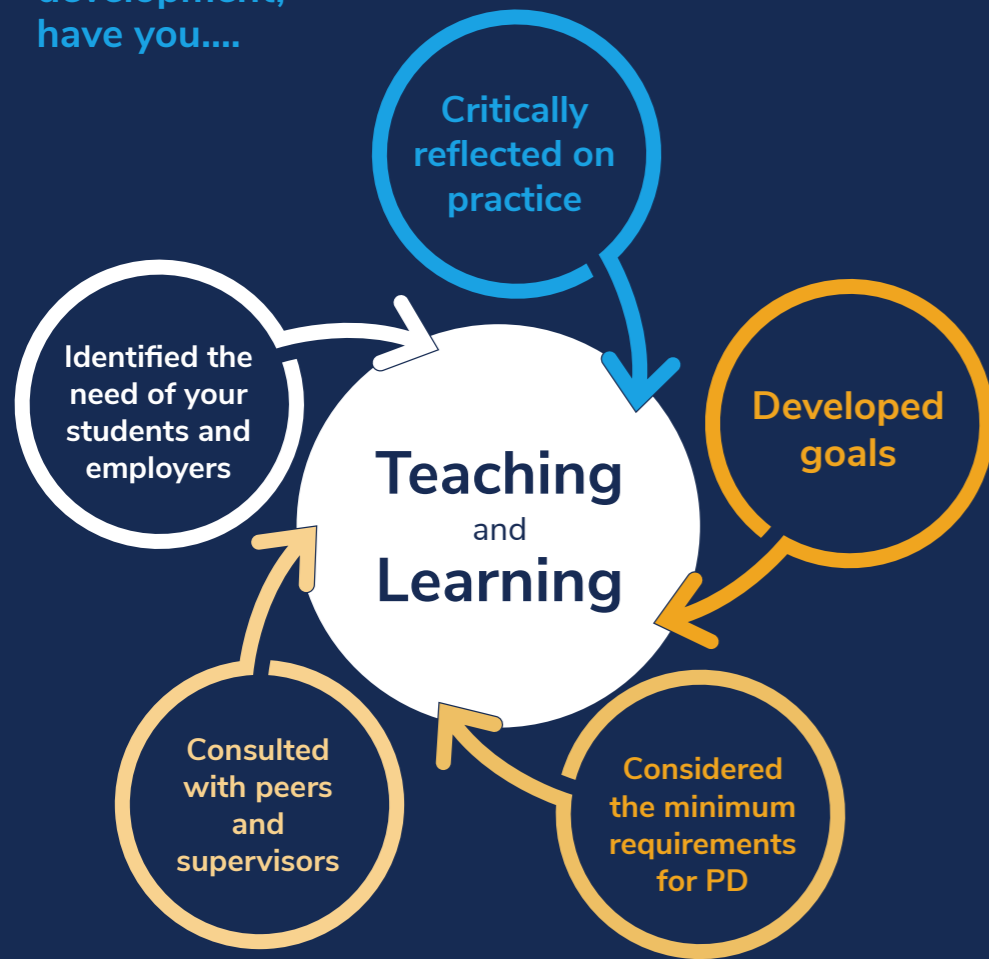 development,
have you....
Critically
reflected on
practice
Developed
goals
Considered
the minimum
requirements
for PD
Consulted
with peers
and
supervisors
Identified the
need of your
students and
employers
Teaching
and
Learning